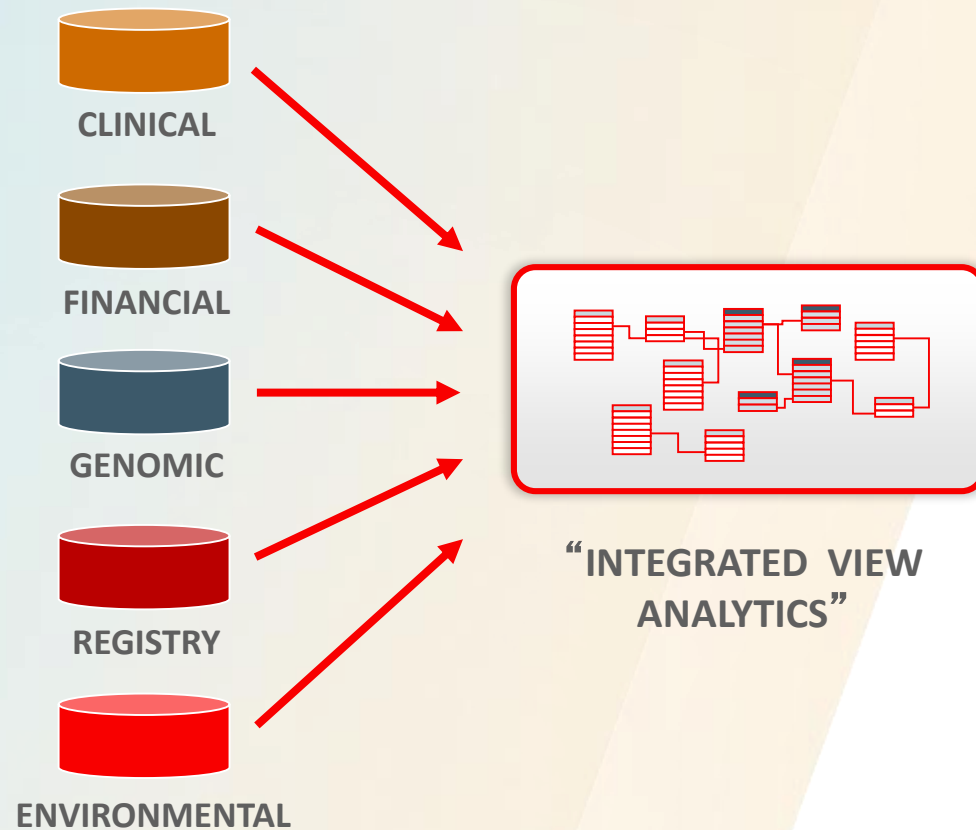 CLINICAL
FINANCIAL
GENOMIC
REGISTRY
ENVIRONMENTAL
“INTEGRATED VIEW
ANALYTICS”